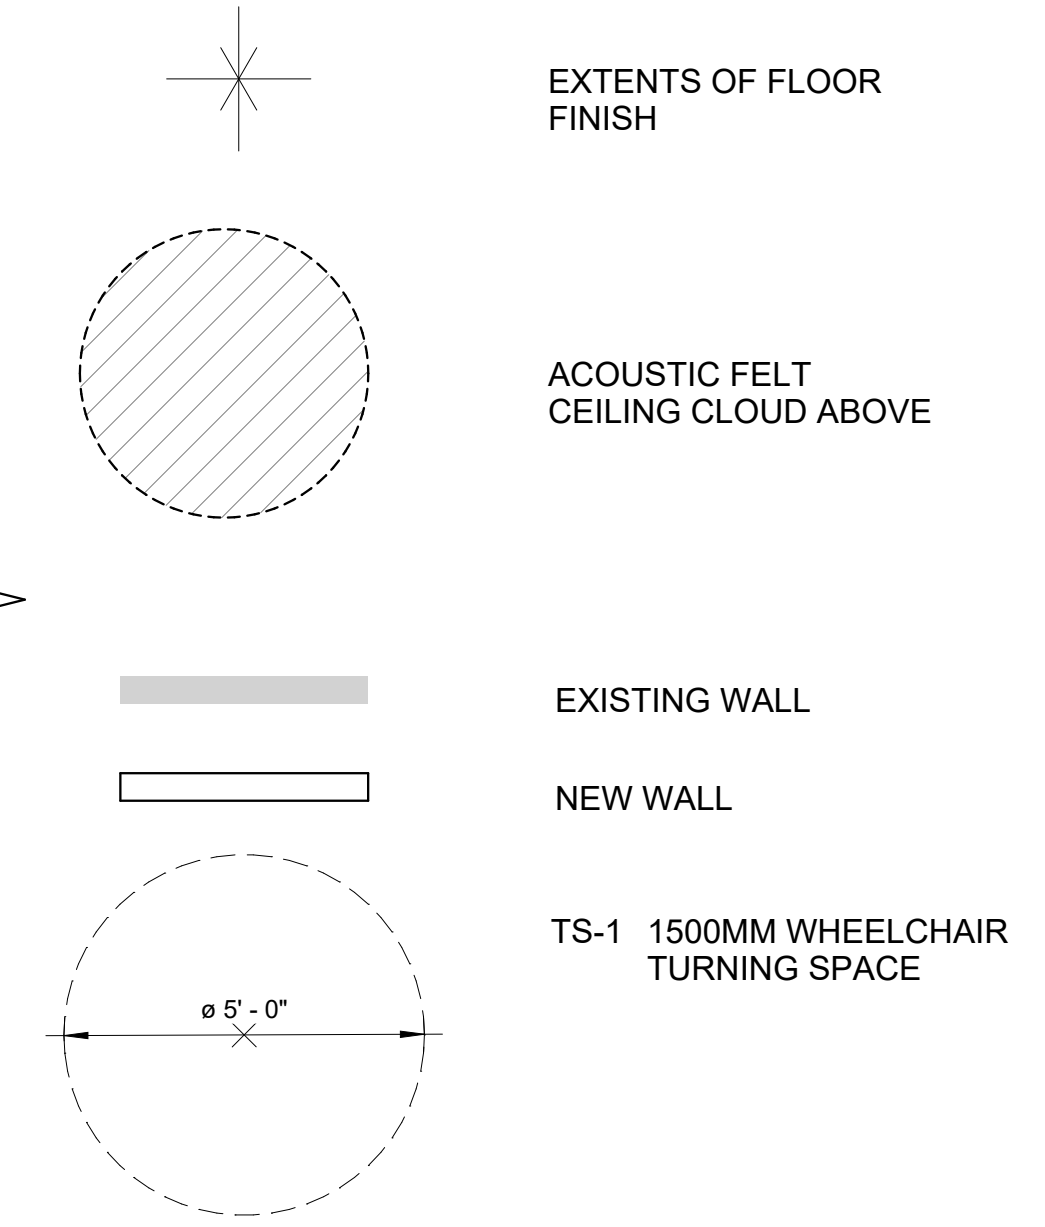 EXTENTS OF FLOOR
FINISH
ACOUSTIC FELT
CEILING CLOUD ABOVE
EXISTING WALL
NEW WALL
TS-1 1500MM WHEELCHAIR
TURNING SPACE
ø 5' - 0"